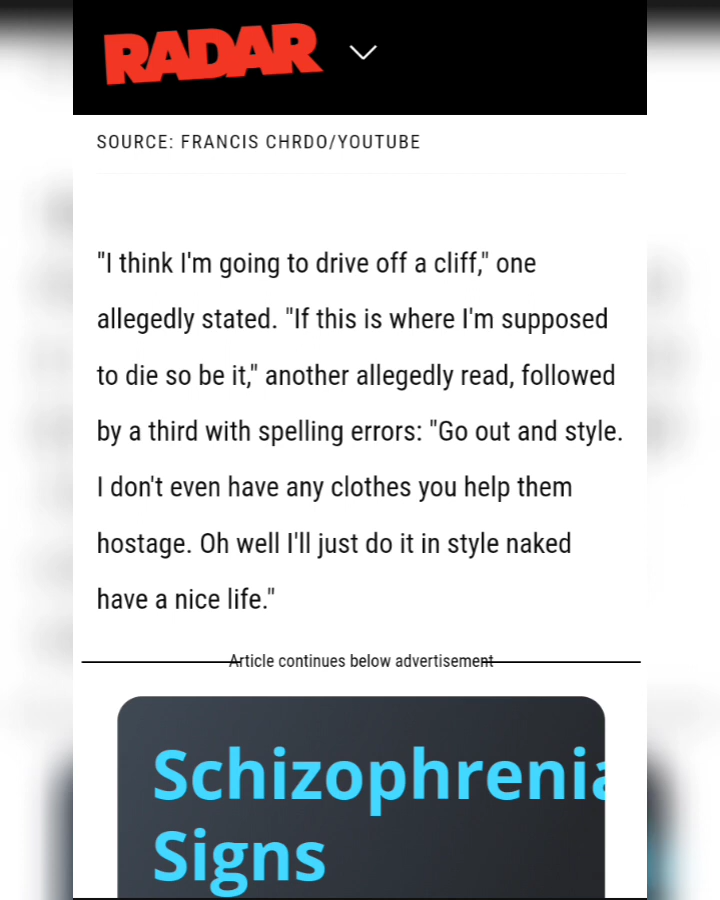 RADAR
SOURCE: FRANCIS CHRDO/YOUTUBE
"I think I'm going to drive off a cliff," one
allegedly stated. "If this is where I'm supposed
to die so be it," another allegedly read, followed
by a third with spelling errors: "Go out and style.
I don't even have any clothes you help them
hostage. Oh well I'll just do it in style naked
have a nice life."
Article continues below advertisement
Schizophrenia
Signs